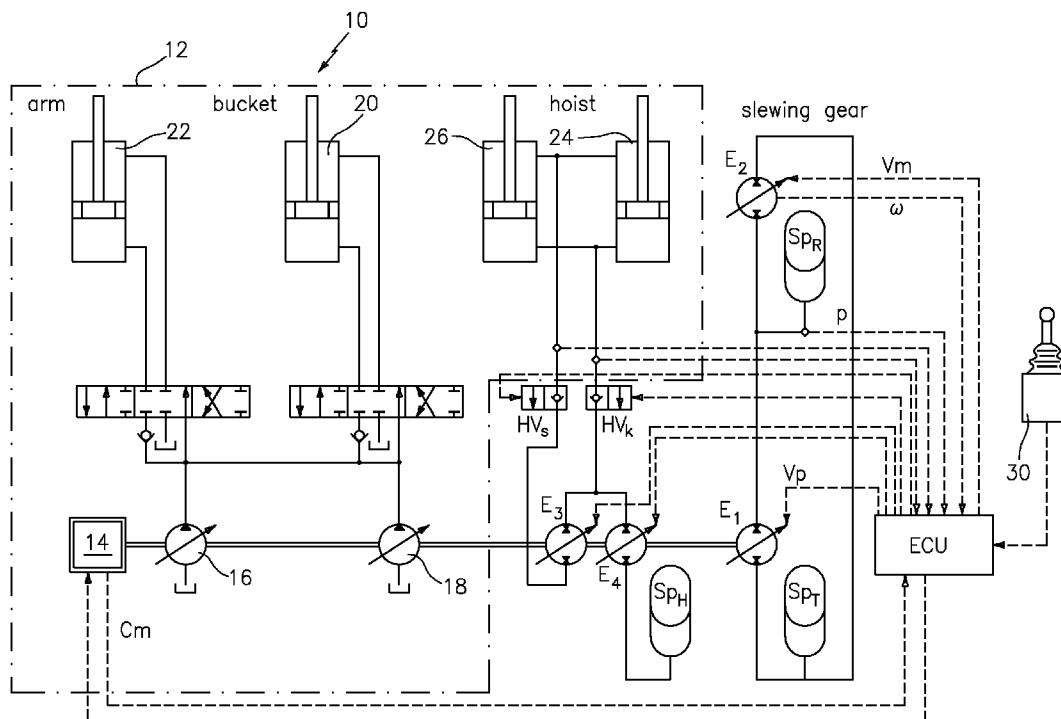 10
12
arm
bucket
hoist
slewing gear
22
20
26
24
E2
Vm
ω
SpR
p
HVs
HVk
30
E3
Vp
E1
14
ECU
16
18
E4
SpH
SpT
Cm